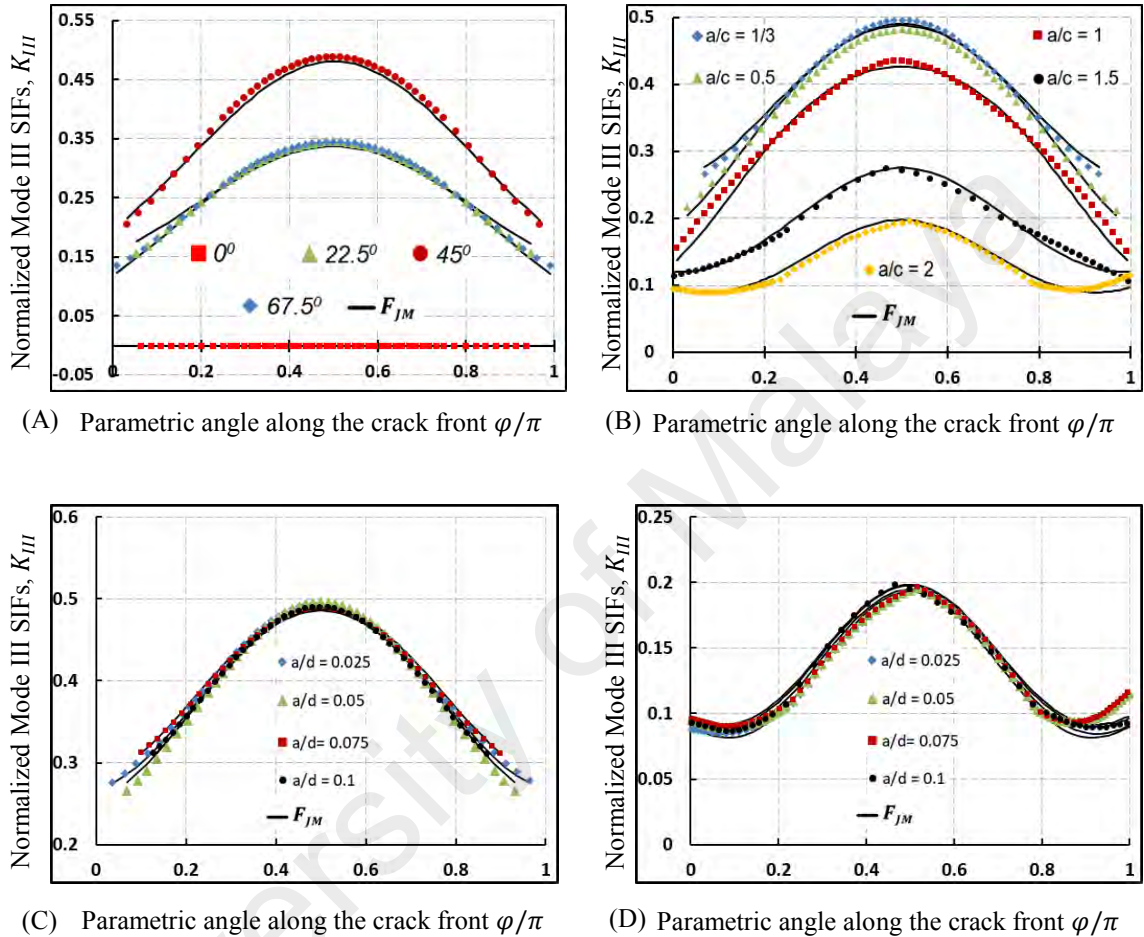 0.55
0.45
0.35
0.25
0.15
0.05
-0.05
0
0.2
0.4
0.6
0.8
1
Normalized Mode III SIFs, K_III
0⁰
22.5⁰
45⁰
67.5⁰
F_JM
(A) Parametric angle along the crack front φ/π
0.5
0.4
0.3
0.2
0.1
0
0
0.2
0.4
0.6
0.8
1
Normalized Mode III SIFs, K_III
a/c = 1/3
a/c = 1
a/c = 0.5
a/c = 1.5
a/c = 2
F_JM
(B) Parametric angle along the crack front φ/π
0.6
0.5
0.4
0.3
0.2
0
0.2
0.4
0.6
0.8
1
Normalized Mode III SIFs, K_III
a/d = 0.025
a/d = 0.05
a/d= 0.075
a/d = 0.1
F_JM
(C) Parametric angle along the crack front φ/π
0.25
0.2
0.15
0.1
0.05
0
0
0.2
0.4
0.6
0.8
1
Normalized Mode III SIFs, K_III
a/d = 0.025
a/d = 0.05
a/d= 0.075
a/d = 0.1
F_JM
(D) Parametric angle along the crack front φ/π
ersity of Malaya